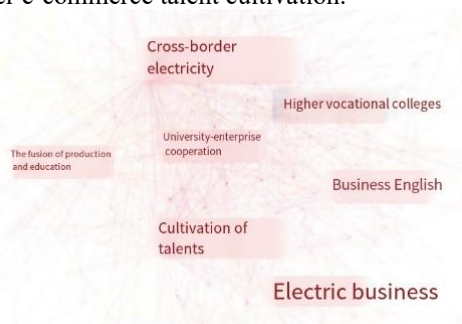 er e-commerce talent cultivation.
Cross-border
electricity
Higher vocational colleges
University-enterprise
cooperation
The fusion of production
and education
Business English
Cultivation of
talents
Electric business